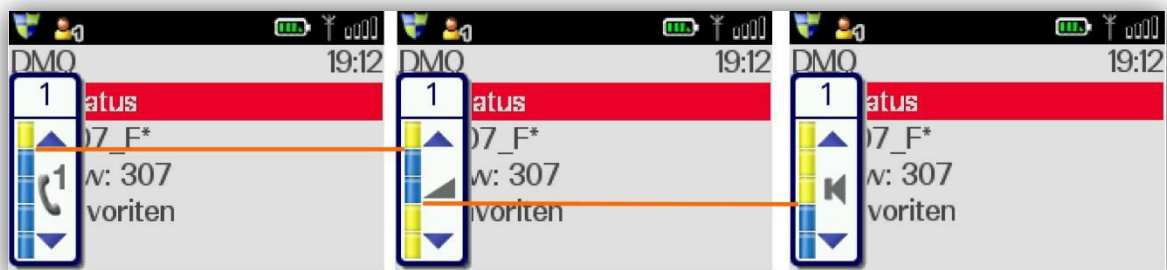 DMO 19:12
1 atus
07_F*
1 w: 307
voriten
DMO 19:12
1 atus
07_F*
w: 307
voriten
DMO 19:12
1 atus
07_F*
w: 307
voriten